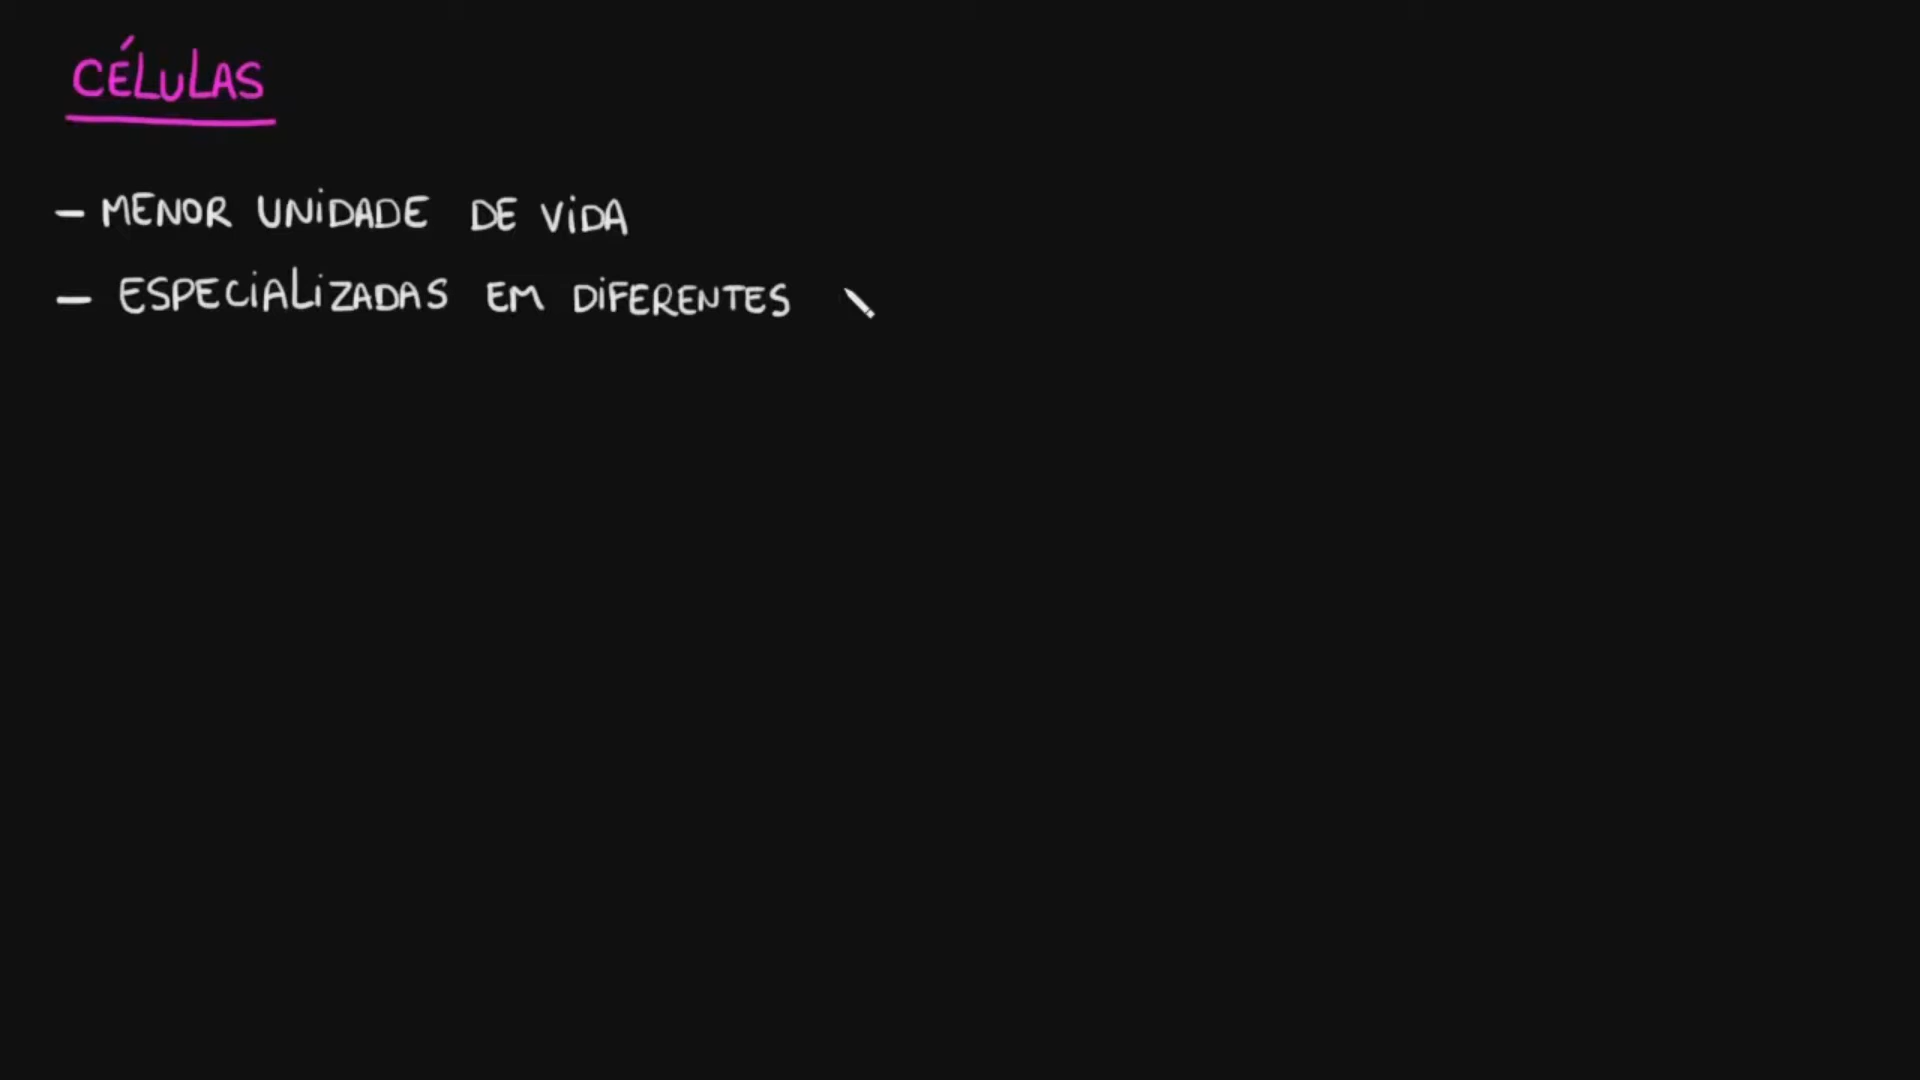 CÉLULAS
- MENOR UNIDADE DE VIDA
- ESPECIALIZADAS EM DIFERENTES